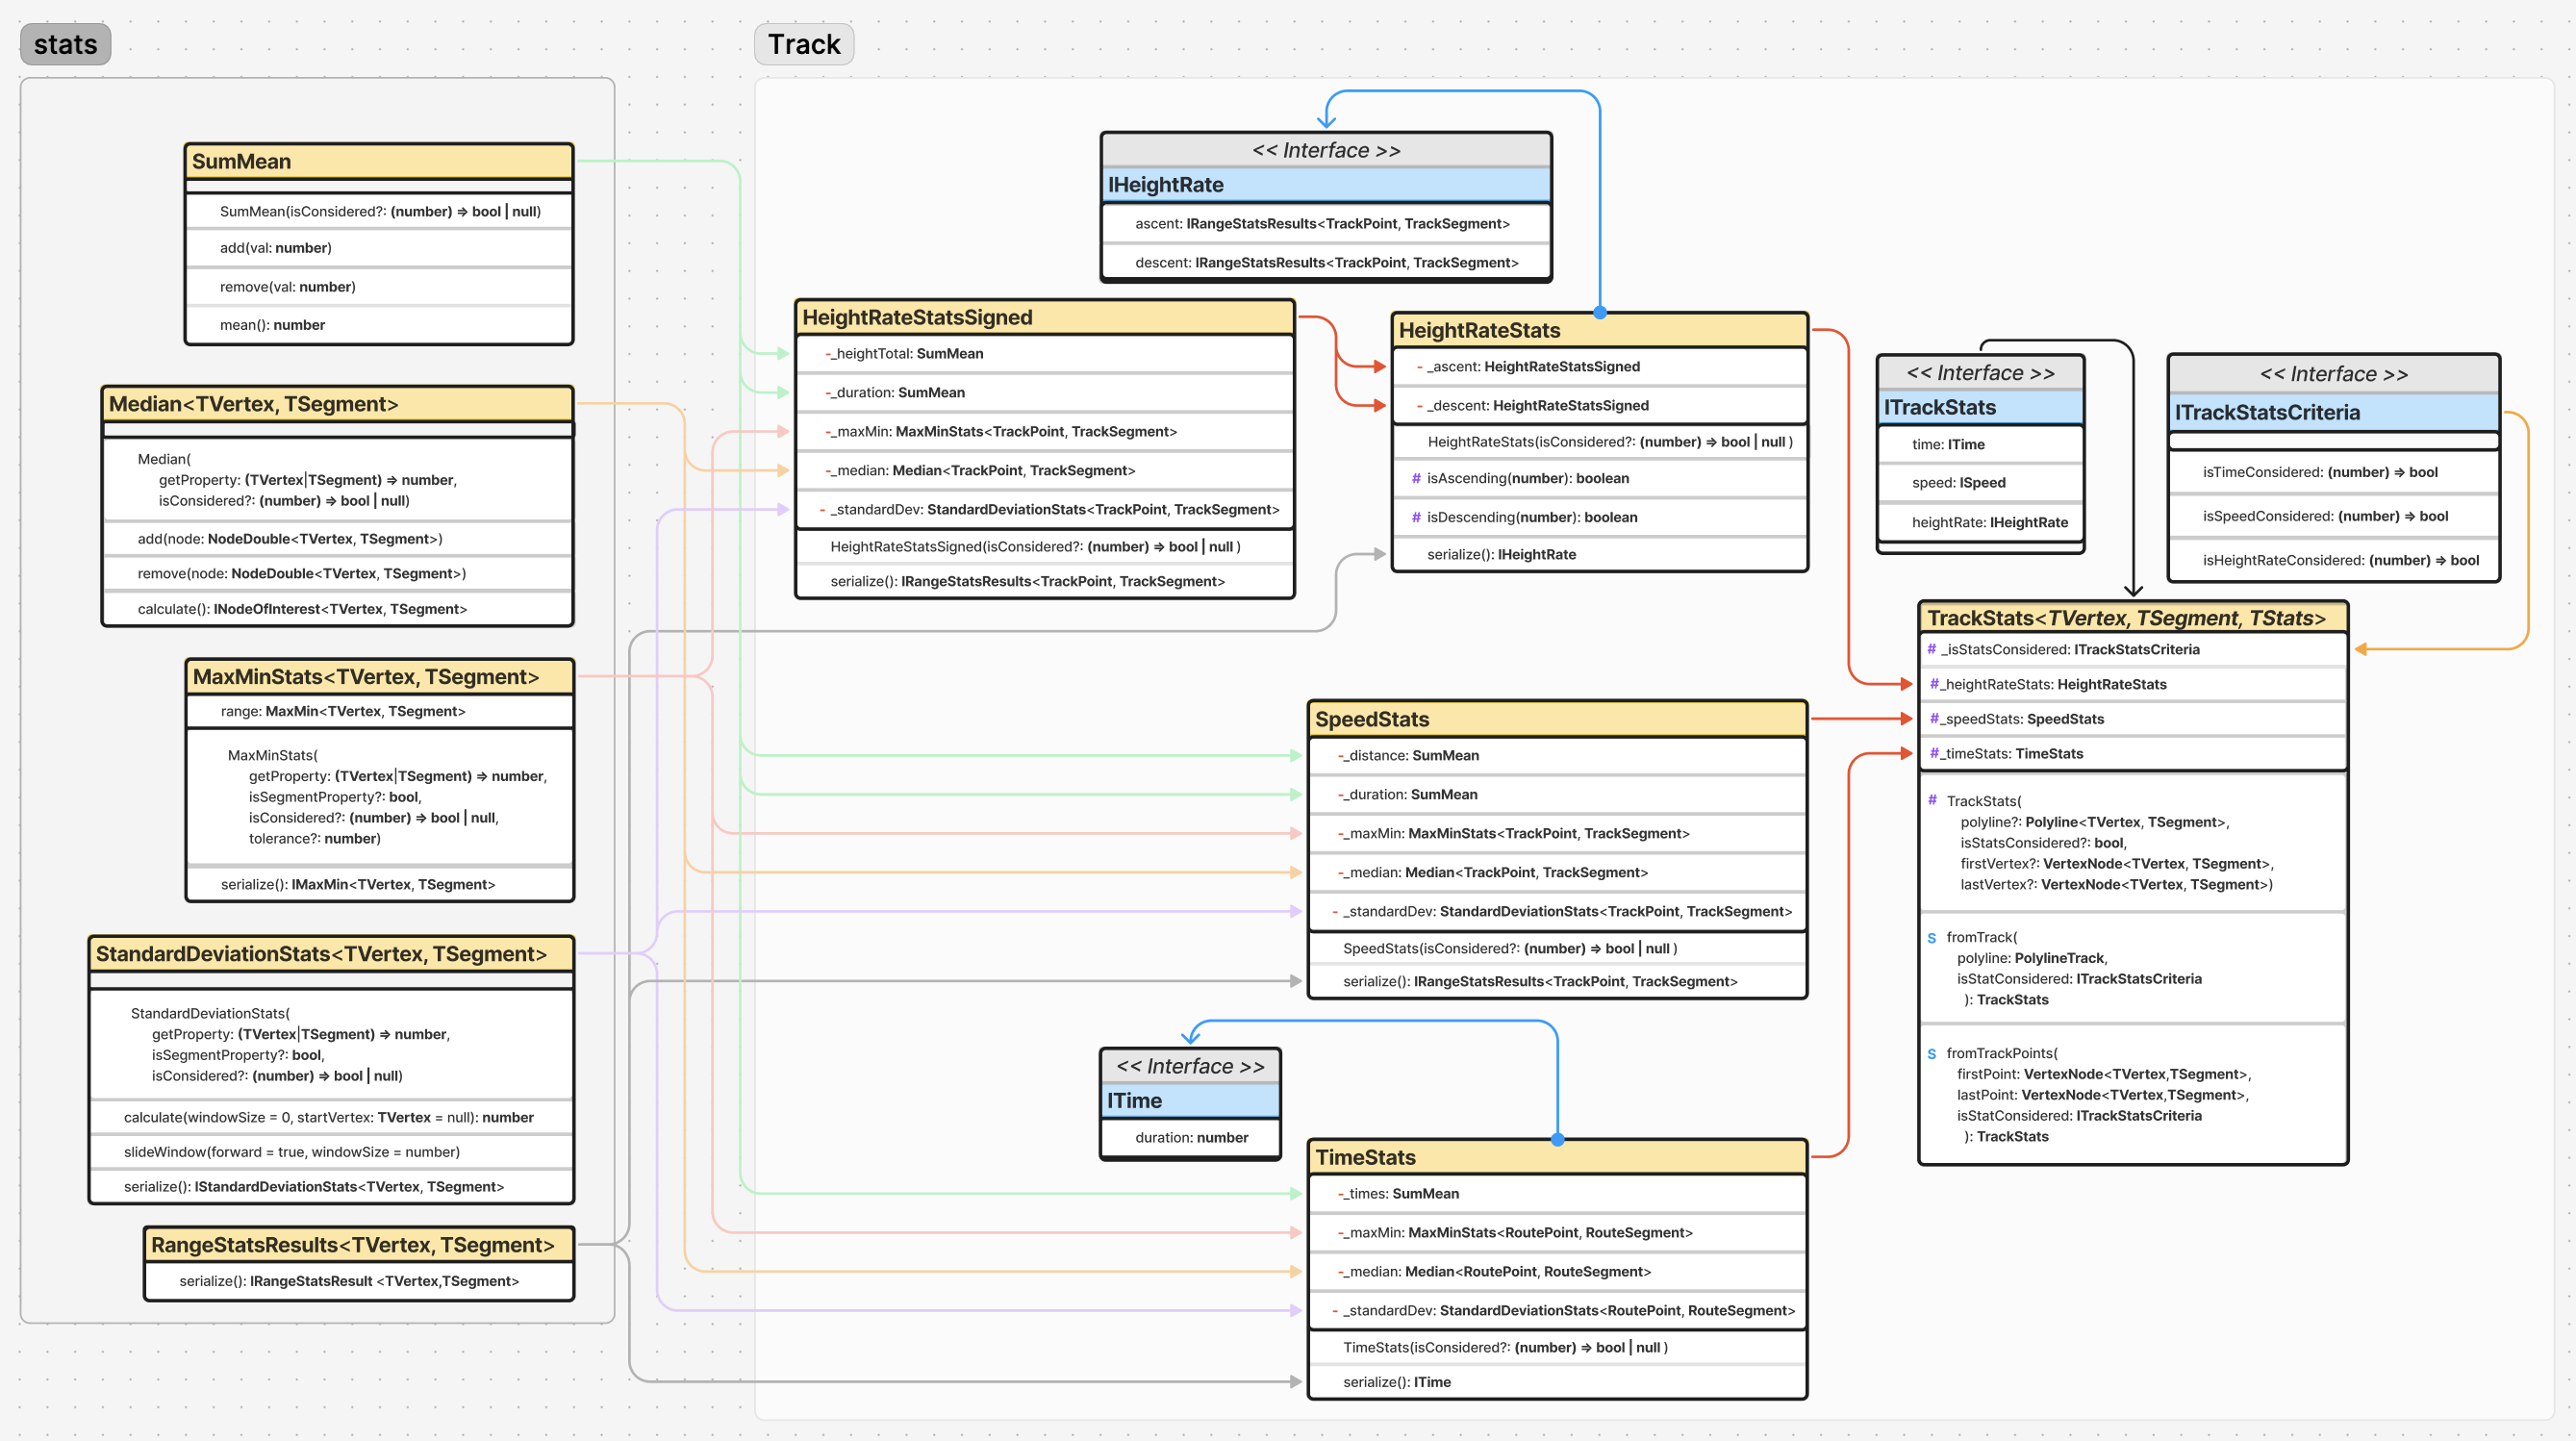 stats
Track
SumMean
SumMean(isConsidered?: (number) => bool | null)
add(val: number)
remove(val: number)
mean(): number
Median<TVertex, TSegment>
Median(
getProperty: (TVertex|TSegment) => number,
isConsidered?: (number) => bool | null)
add(node: NodeDouble<TVertex, TSegment>)
remove(node: NodeDouble<TVertex, TSegment>)
calculate(): INodeOfInterest<TVertex, TSegment>
MaxMinStats<TVertex, TSegment>
range: MaxMin<TVertex, TSegment>
MaxMinStats(
getProperty: (TVertex|TSegment) => number,
isSegmentProperty?: bool,
isConsidered?: (number) => bool | null,
tolerance?: number)
serialize(): IMaxMin<TVertex, TSegment>
StandardDeviationStats<TVertex, TSegment>
StandardDeviationStats(
getProperty: (TVertex|TSegment) => number,
isSegmentProperty?: bool,
isConsidered?: (number) => bool | null)
calculate(windowSize = 0, startVertex: TVertex = null): number
slideWindow(forward = true, windowSize = number)
serialize(): IStandardDeviationStats<TVertex, TSegment>
RangeStatsResults<TVertex, TSegment>
serialize(): IRangeStatsResult <TVertex,TSegment>
<< Interface >>
IHeightRate
ascent: IRangeStatsResults<TrackPoint, TrackSegment>
descent: IRangeStatsResults<TrackPoint, TrackSegment>
HeightRateStatsSigned
-_heightTotal: SumMean
-_duration: SumMean
-_maxMin: MaxMinStats<TrackPoint, TrackSegment>
-_median: Median<TrackPoint, TrackSegment>
- _standardDev: StandardDeviationStats<TrackPoint, TrackSegment>
HeightRateStatsSigned(isConsidered?: (number) => bool | null )
serialize(): IRangeStatsResults<TrackPoint, TrackSegment>
HeightRateStats
- _ascent: HeightRateStatsSigned
- _descent: HeightRateStatsSigned
HeightRateStats(isConsidered?: (number) => bool | null )
# isAscending(number): boolean
# isDescending(number): boolean
serialize(): IHeightRate
<< Interface >>
ITrackStats
time: ITime
speed: ISpeed
heightRate: IHeightRate
<< Interface >>
ITrackStatsCriteria
isTimeConsidered: (number) => bool
isSpeedConsidered: (number) => bool
isHeightRateConsidered: (number) => bool
SpeedStats
-_distance: SumMean
-_duration: SumMean
-_maxMin: MaxMinStats<TrackPoint, TrackSegment>
-_median: Median<TrackPoint, TrackSegment>
- _standardDev: StandardDeviationStats<TrackPoint, TrackSegment>
SpeedStats(isConsidered?: (number) => bool | null )
serialize(): IRangeStatsResults<TrackPoint, TrackSegment>
<< Interface >>
ITime
duration: number
TimeStats
-_times: SumMean
-_maxMin: MaxMinStats<RoutePoint, RouteSegment>
-_median: Median<RoutePoint, RouteSegment>
- _standardDev: StandardDeviationStats<RoutePoint, RouteSegment>
TimeStats(isConsidered?: (number) => bool | null )
serialize(): ITime
TrackStats<TVertex, TSegment, TStats>
# _isStatsConsidered: ITrackStatsCriteria
#_heightRateStats: HeightRateStats
#_speedStats: SpeedStats
#_timeStats: TimeStats
# TrackStats(
polyline?: Polyline<TVertex, TSegment>,
isStatsConsidered?: bool,
firstVertex?: VertexNode<TVertex, TSegment>,
lastVertex?: VertexNode<TVertex, TSegment>)
S fromTrack(
polyline: PolylineTrack,
isStatConsidered: ITrackStatsCriteria
): TrackStats
S fromTrackPoints(
firstPoint: VertexNode<TVertex,TSegment>,
lastPoint: VertexNode<TVertex,TSegment>,
isStatConsidered: ITrackStatsCriteria
): TrackStats